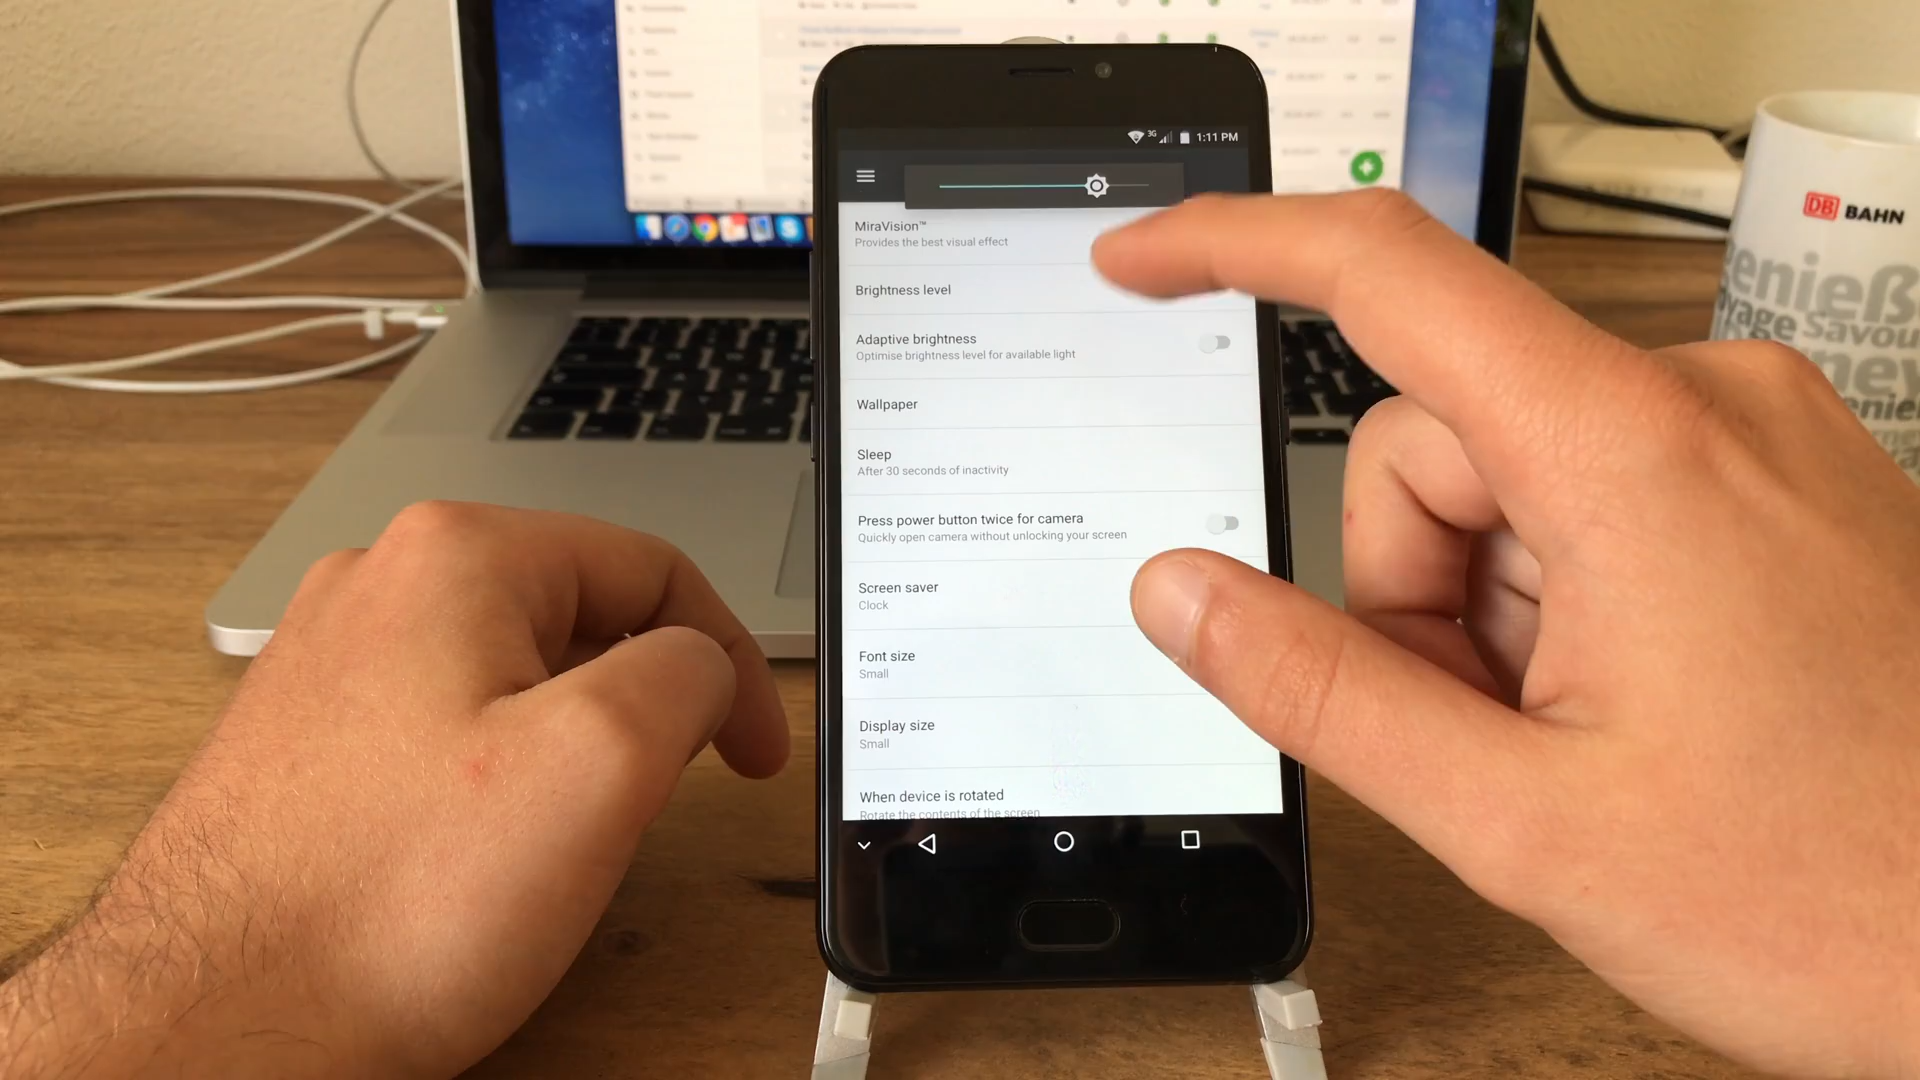 3G 1:11 PM
MiraVision™
Provides the best visual effect
Brightness level
Adaptive brightness
Optimise brightness level for available light
Wallpaper
Sleep
After 30 seconds of inactivity
Press power button twice for camera
Quickly open camera without unlocking your screen
Screen saver
Clock
Font size
Small
Display size
Small
When device is rotated
Rotate the contents of the screen
DB BAHN